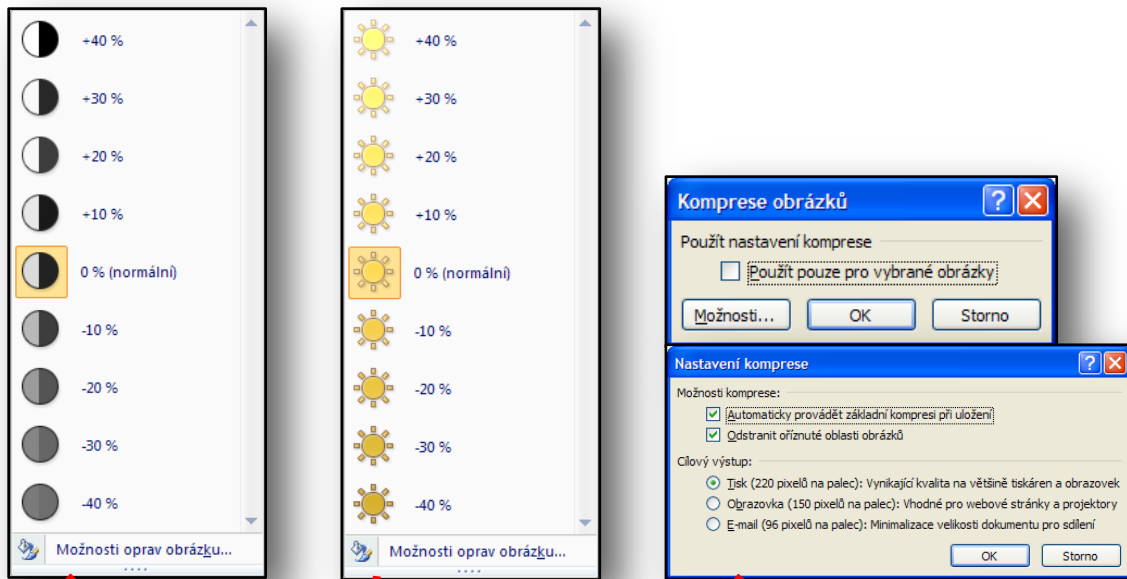 +40 %
+30 %
+20 %
+10 %
0 % (normální)
-10 %
-20 %
-30 %
-40 %
Možnosti oprav obrázku...
+40 %
+30 %
+20 %
+10 %
0 % (normální)
-10 %
-20 %
-30 %
-40 %
Možnosti oprav obrázku...
Komprese obrázků
Použít nastavení komprese
Použít pouze pro vybrané obrázky
Možnosti... OK Storno
Nastavení komprese
Možnosti komprese:
Automaticky provádět základní kompresi při uložení
Odstranit oříznuté oblasti obrázků
Cílový výstup:
Tisk (220 pixelů na palec): Vynikající kvalita na většině tiskáren a obrazovek
Obrazovka (150 pixelů na palec): Vhodné pro webové stránky a projektory
E-mail (96 pixelů na palec): Minimalizace velikosti dokumentu pro sdílení
OK Storno